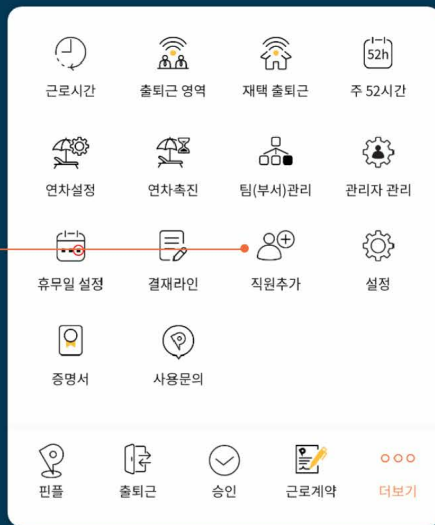 근로시간
출퇴근 영역
재택 출퇴근
52h
주 52시간
연차설정
연차촉진
팀(부서)관리
관리자 관리
휴무일 설정
결재라인
직원추가
설정
증명서
사용문의
핀플
출퇴근
승인
근로계약
더보기